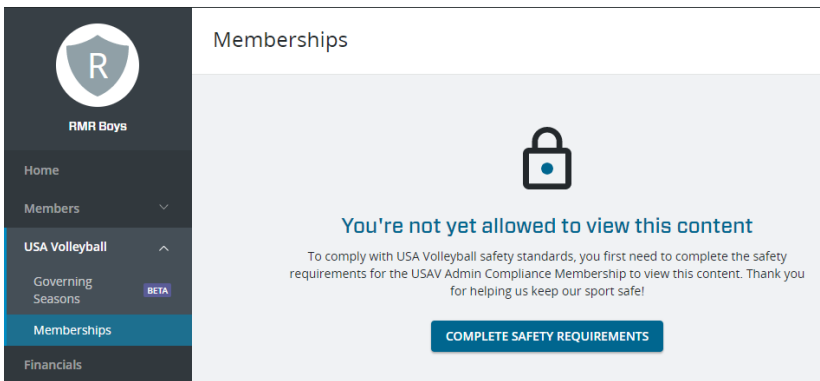 R
RMR Boys
Home
Members
USA Volleyball
Governing
Seasons
BETA
Memberships
Financials
Memberships
You're not yet allowed to view this content
To comply with USA Volleyball safety standards, you first need to complete the safety
requirements for the USAV Admin Compliance Membership to view this content. Thank you
for helping us keep our sport safe!
COMPLETE SAFETY REQUIREMENTS